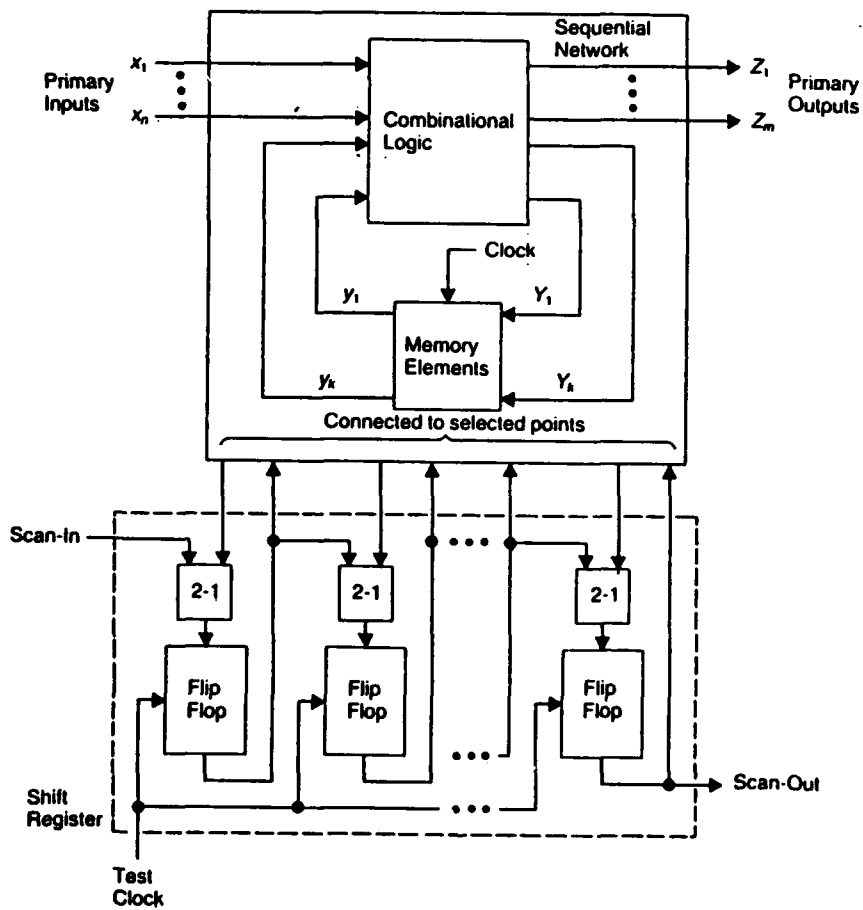 Sequential
Network
Primary
Inputs
x₁
xₙ
Combinational
Logic
Z₁
Zₘ
Primary
Outputs
Clock
y₁
Y₁
Memory
Elements
yₖ
Yₖ
Connected to selected points
Scan-In
2-1
2-1
2-1
Flip
Flop
Flip
Flop
Flip
Flop
Scan-Out
Shift
Register
Test
Clock